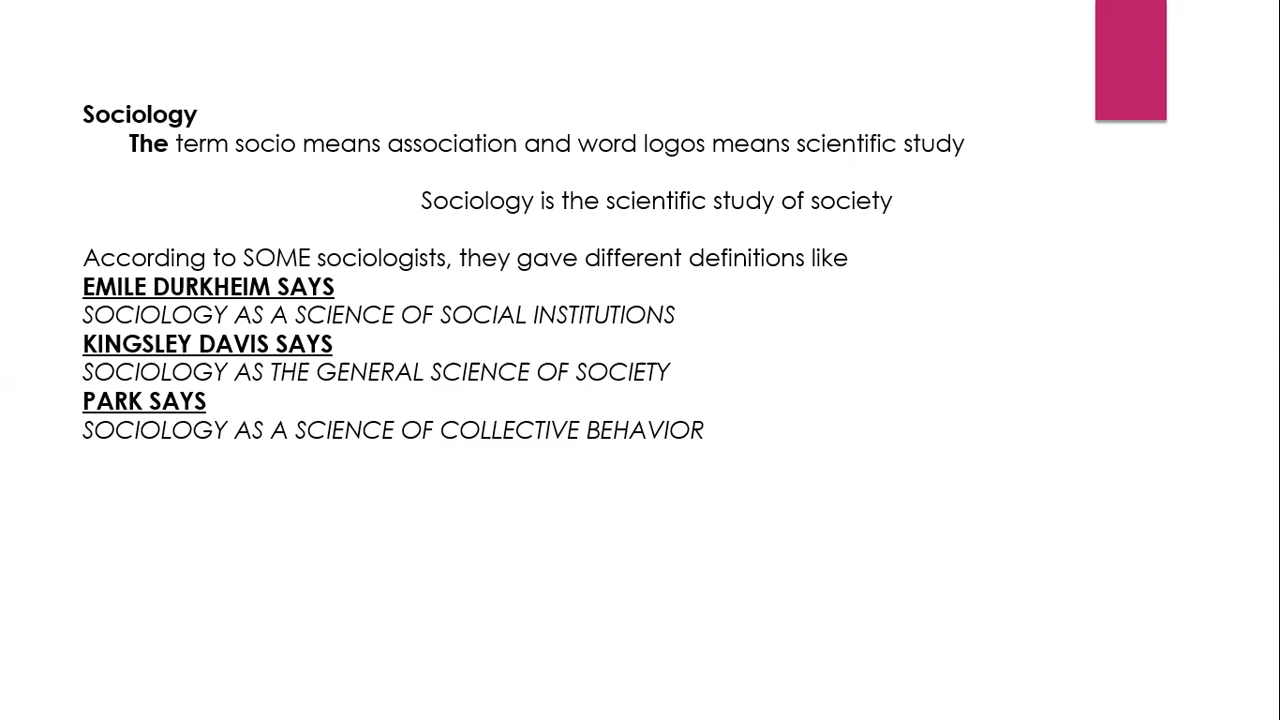 Sociology
The term socio means association and word logos means scientific study
Sociology is the scientific study of society
According to SOME sociologists, they gave different definitions like
EMILE DURKHEIM SAYS
SOCIOLOGY AS A SCIENCE OF SOCIAL INSTITUTIONS
KINGSLEY DAVIS SAYS
SOCIOLOGY AS THE GENERAL SCIENCE OF SOCIETY
PARK SAYS
SOCIOLOGY AS A SCIENCE OF COLLECTIVE BEHAVIOR